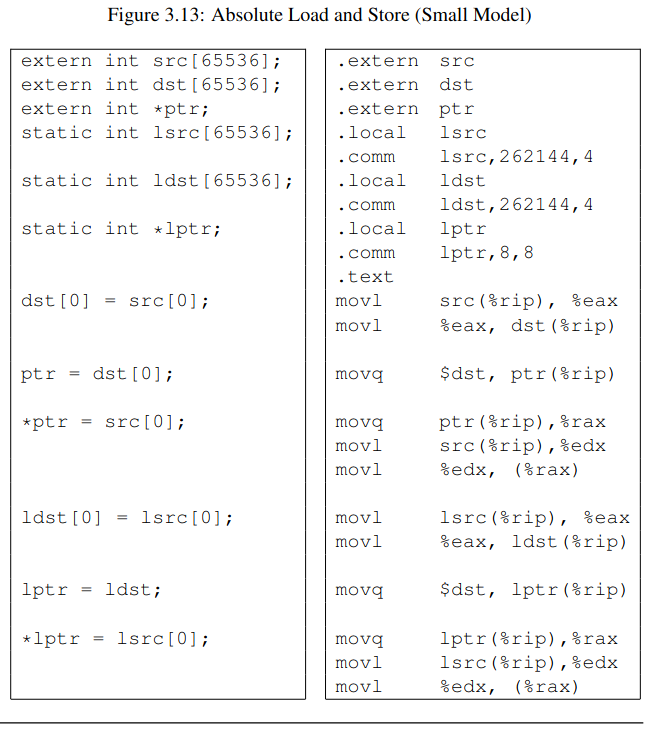 Figure 3.13: Absolute Load and Store (Small Model)
extern int src[65536];
extern int dst[65536];
extern int *ptr;
static int lsrc[65536];
static int ldst[65536];
static int *lptr;
dst[0] = src[0];
ptr = dst[0];
*ptr = src[0];
ldst[0] = lsrc[0];
lptr = ldst;
*lptr = lsrc[0];
.extern src
.extern dst
.extern ptr
.local lsrc
.comm lsrc,262144,4
.local ldst
.comm ldst,262144,4
.local lptr
.comm lptr,8,8
.text
movl src(%rip), %eax
movl %eax, dst(%rip)
movq $dst, ptr(%rip)
movq ptr(%rip),%rax
movl src(%rip),%edx
movl %edx, (%rax)
movl lsrc(%rip), %eax
movl %eax, ldst(%rip)
movq $dst, lptr(%rip)
movq lptr(%rip),%rax
movl lsrc(%rip),%edx
movl %edx, (%rax)